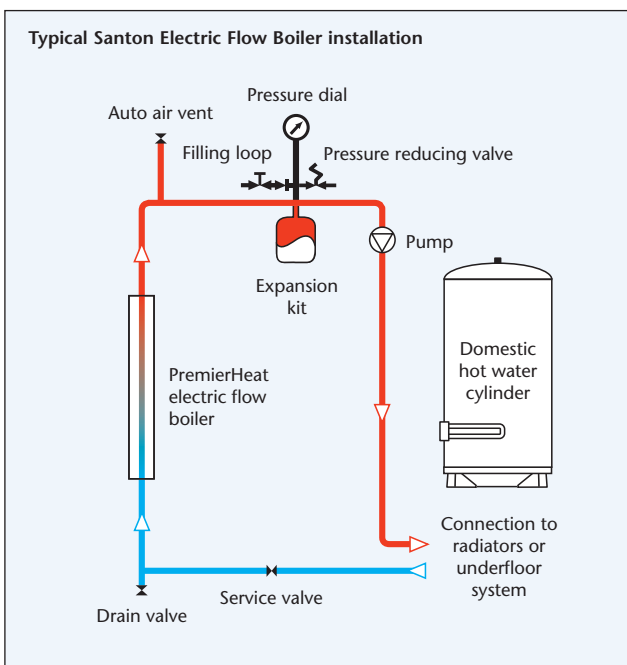 Typical Santon Electric Flow Boiler installation
Pressure dial
Auto air vent
Filling loop
Pressure reducing valve
Pump
Expansion
kit
PremierHeat
electric flow
boiler
Domestic
hot water
cylinder
Connection to
radiators or
underfloor
system
Service valve
Drain valve